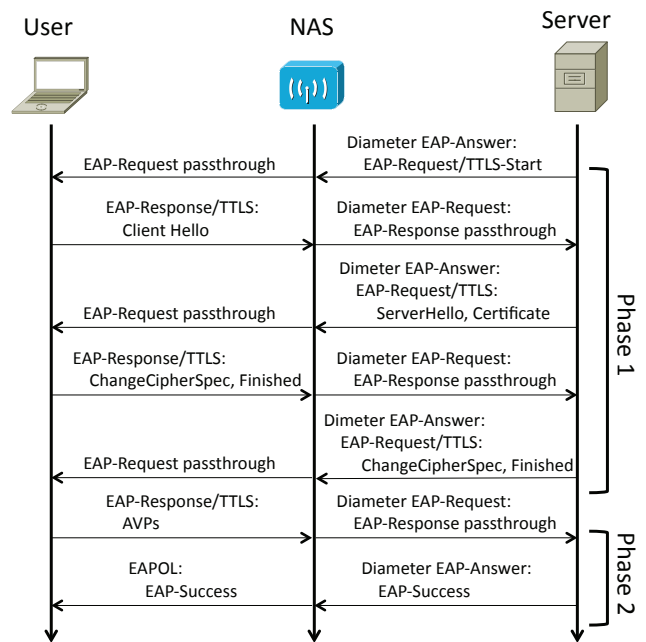 User
NAS
Server
Diameter EAP-Answer:
EAP-Request/TTLS-Start
EAP-Request passthrough
EAP-Response/TTLS:
Client Hello
Diameter EAP-Request:
EAP-Response passthrough
Dimeter EAP-Answer:
EAP-Request/TTLS:
ServerHello, Certificate
EAP-Request passthrough
EAP-Response/TTLS:
ChangeCipherSpec, Finished
Diameter EAP-Request:
EAP-Response passthrough
Dimeter EAP-Answer:
EAP-Request/TTLS:
ChangeCipherSpec, Finished
EAP-Request passthrough
Phase 1
EAP-Response/TTLS:
AVPs
Diameter EAP-Request:
EAP-Response passthrough
EAPOL:
EAP-Success
Diameter EAP-Answer:
EAP-Success
Phase 2